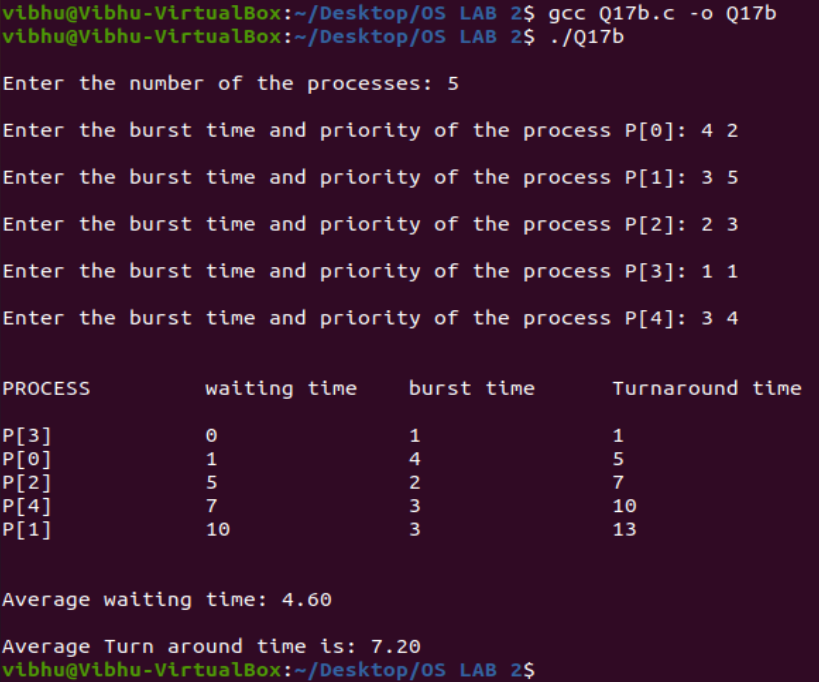 vibhu@Vibhu-VirtualBox:~/Desktop/OS LAB 2$ gcc Q17b.c -o Q17b
vibhu@Vibhu-VirtualBox:~/Desktop/OS LAB 2$ ./Q17b
Enter the number of the processes: 5
Enter the burst time and priority of the process P[0]: 4 2
Enter the burst time and priority of the process P[1]: 3 5
Enter the burst time and priority of the process P[2]: 2 3
Enter the burst time and priority of the process P[3]: 1 1
Enter the burst time and priority of the process P[4]: 3 4
PROCESS waiting time burst time Turnaround time
P[3] 0 1 1
P[0] 1 4 5
P[2] 5 2 7
P[4] 7 3 10
P[1] 10 3 13
Average waiting time: 4.60
Average Turn around time is: 7.20
vibhu@Vibhu-VirtualBox:~/Desktop/OS LAB 2$